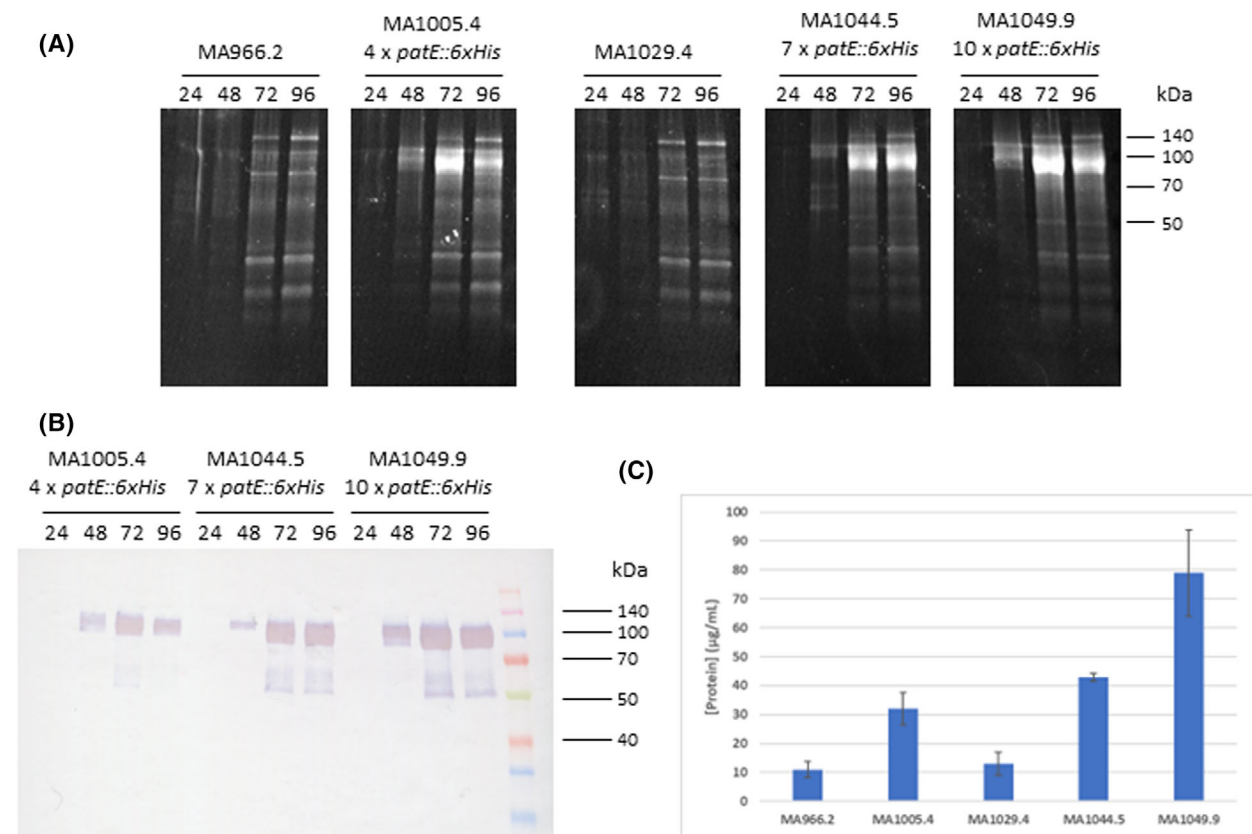 (A)
MA966.2
MA1005.4
4 x patE::6xHis
MA1029.4
MA1044.5
7 x patE::6xHis
MA1049.9
10 x patE::6xHis
24 48 72 96
24 48 72 96
24 48 72 96
24 48 72 96
24 48 72 96
kDa
140
100
70
50
(B)
MA1005.4
4 x patE::6xHis
MA1044.5
7 x patE::6xHis
MA1049.9
10 x patE::6xHis
24 48 72 96 24 48 72 96 24 48 72 96
kDa
140
100
70
50
40
(C)
[Protein] (µg/mL)
100
90
80
70
60
50
40
30
20
10
0
MA966.2 MA1005.4 MA1029.4 MA1044.5 MA1049.9